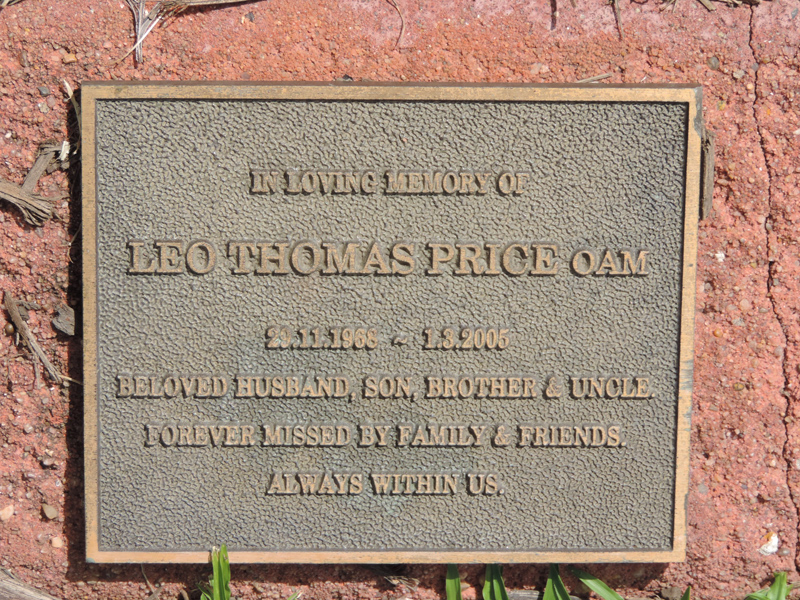 IN LOVING MEMORY OF
LEO THOMAS PRICE OAM
29.11.1968 ~ 1.3.2005
BELOVED HUSBAND, SON, BROTHER & UNCLE.
FOREVER MISSED BY FAMILY & FRIENDS.
ALWAYS WITHIN US.